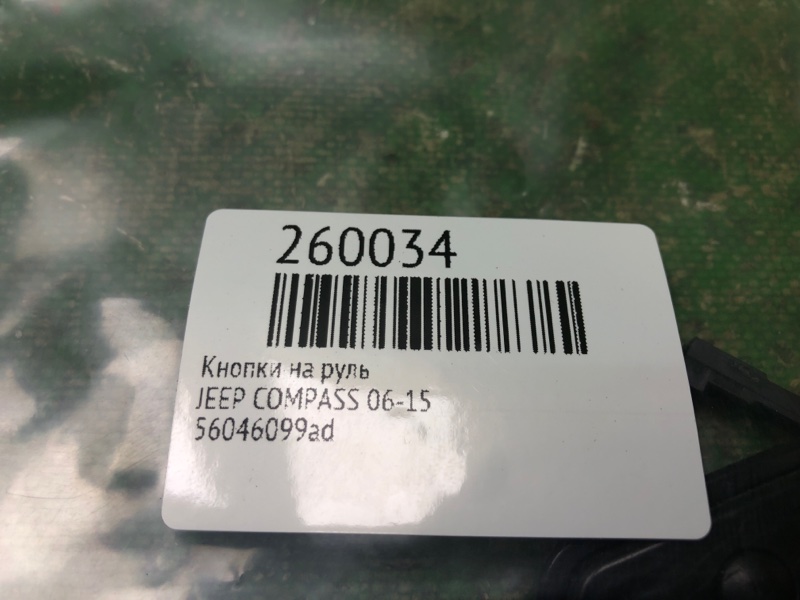 260034
Кнопки на руль
JEEP COMPASS 06-15
56046099ad